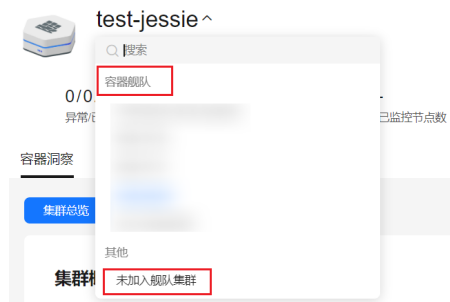 test-jessie
搜索
容器舰队
0/0
异常/
已监控节点数
容器洞察
集群总览
其他
集群
未加入舰队集群